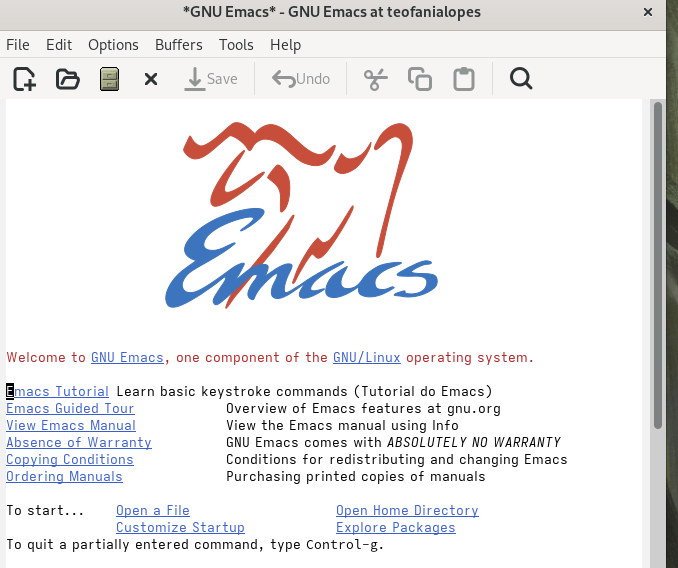 *GNU Emacs* - GNU Emacs at teofanialopes
File Edit Options Buffers Tools Help
Save Undo
Emacs
Welcome to GNU Emacs, one component of the GNU/Linux operating system.
Emacs Tutorial Learn basic keystroke commands (Tutorial do Emacs)
Emacs Guided Tour Overview of Emacs features at gnu.org
View Emacs Manual View the Emacs manual using Info
Absence of Warranty GNU Emacs comes with ABSOLUTELY NO WARRANTY
Copying Conditions Conditions for redistributing and changing Emacs
Ordering Manuals Purchasing printed copies of manuals
To start... Open a File Open Home Directory
Customize Startup Explore Packages
To quit a partially entered command, type Control-g.